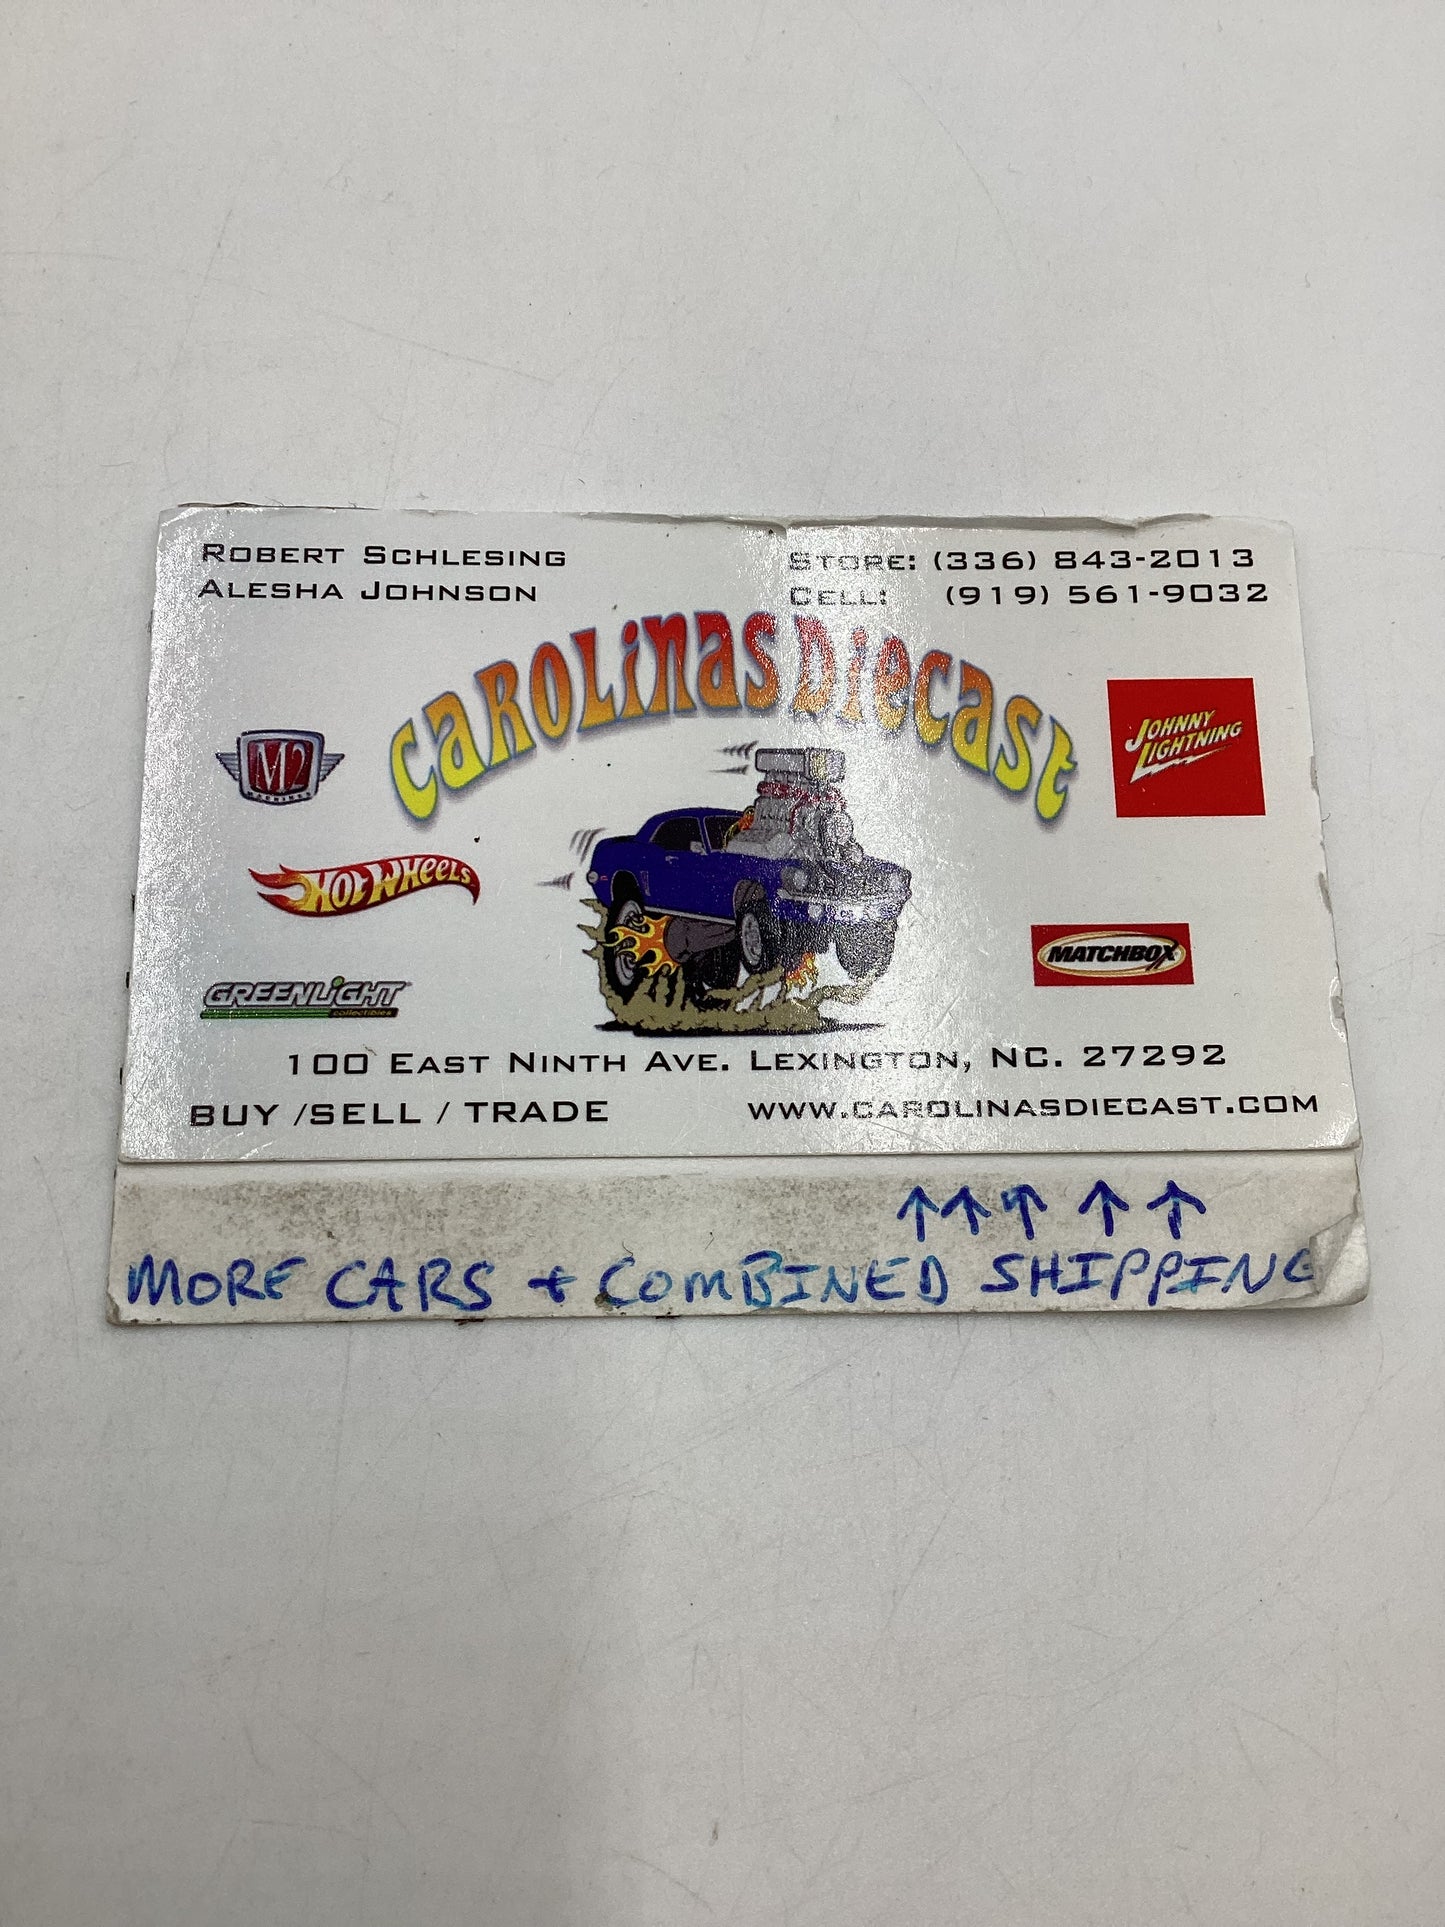 ROBERT SCHLESING
ALESHA JOHNSON
STORE: (336) 843-2013
CELL: (919) 561-9032
CAROLiNAS DiECAST
M2
MACHINES
JOHNNY
LIGHTNING
HOT WHEELS
MATCHBOX
GREENLiGHT
collectibles
100 EAST NINTH AVE. LEXINGTON, NC. 27292
BUY /SELL / TRADE
WWW.CAROLINASDIECAST.COM
↑ ↑ ↑ ↑ ↑
MORE CARS + COMBINED SHIPPING